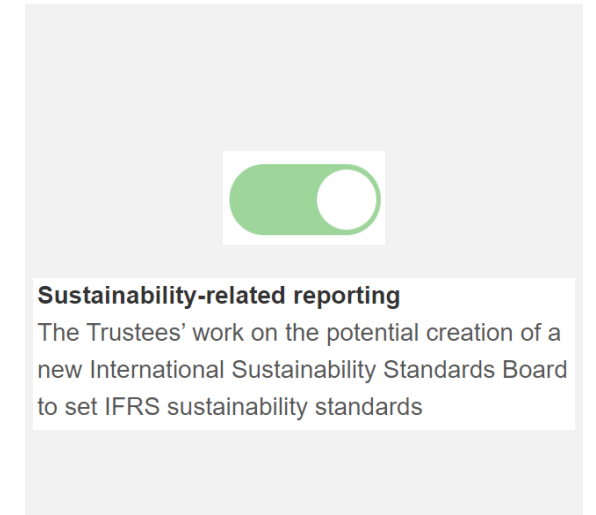 Sustainability-related reporting
The Trustees’ work on the potential creation of a
new International Sustainability Standards Board
to set IFRS sustainability standards